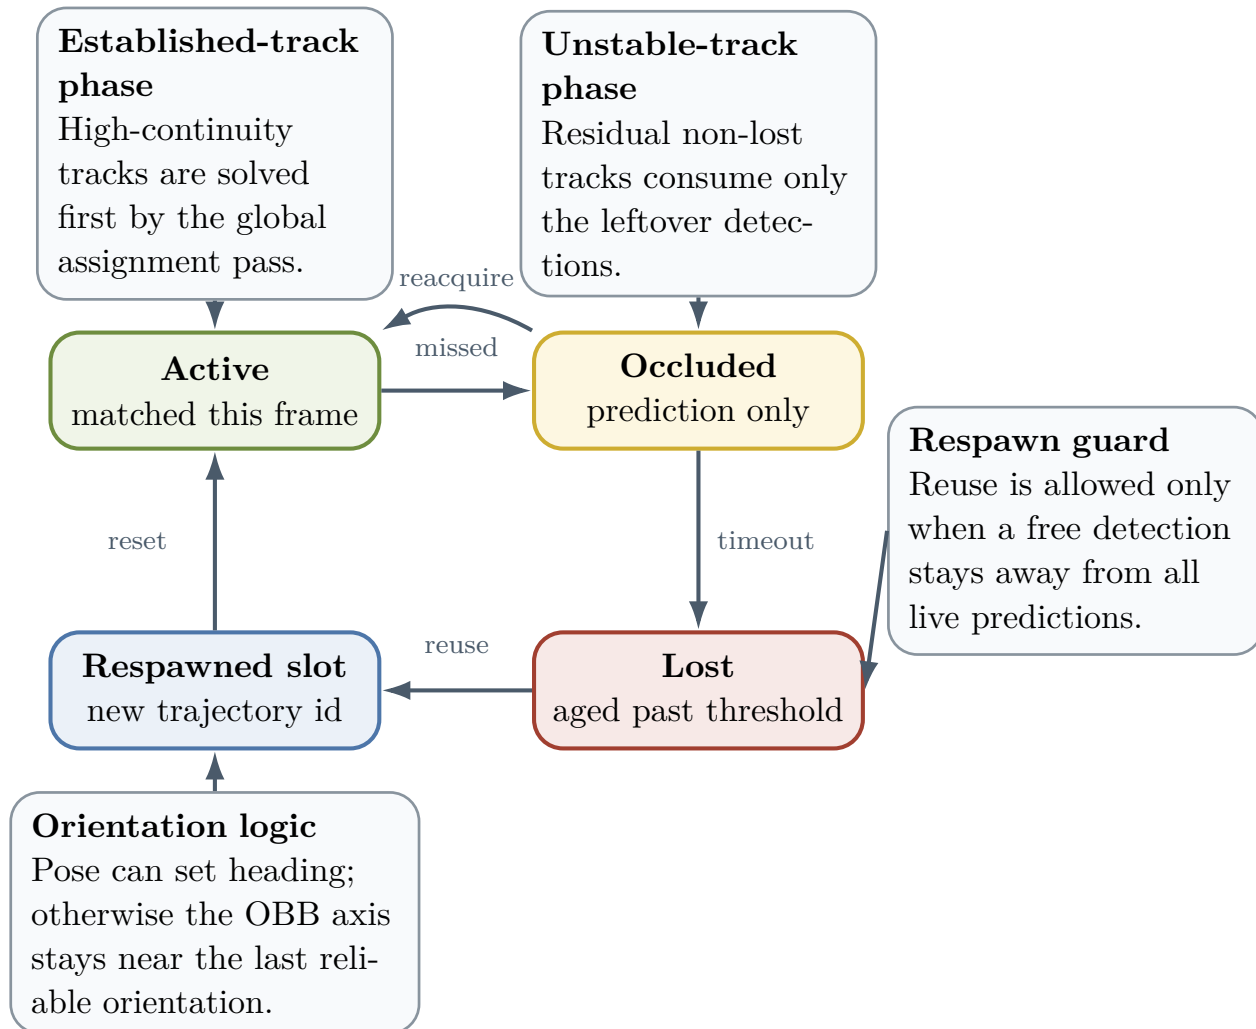 Established-track
phase
High-continuity
tracks are solved
first by the global
assignment pass.
Unstable-track
phase
Residual non-lost
tracks consume only
the leftover detec-
tions.
reacquire
missed
Active
matched this frame
Occluded
prediction only
Respawn guard
Reuse is allowed only
when a free detection
stays away from all
live predictions.
reset
timeout
reuse
Respawned slot
new trajectory id
Lost
aged past threshold
Orientation logic
Pose can set heading;
otherwise the OBB axis
stays near the last reli-
able orientation.